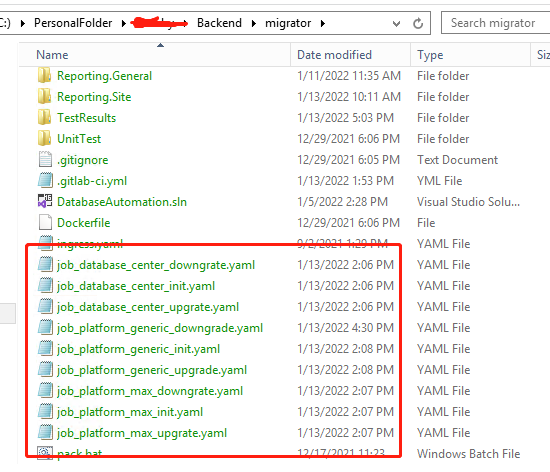 C:) > PersonalFolder > Backend > migrator >
Search migrator
Name Date modified Type Siz
Reporting.General 1/11/2022 11:35 AM File folder
Reporting.Site 1/13/2022 10:11 AM File folder
TestResults 1/13/2022 5:03 PM File folder
UnitTest 12/29/2021 6:06 PM File folder
.gitignore 12/29/2021 6:05 PM Text Document
.gitlab-ci.yml 1/13/2022 1:53 PM YML File
DatabaseAutomation.sln 1/5/2022 2:28 PM Visual Studio Solu...
Dockerfile 12/29/2021 6:06 PM File
ingress.yaml 9/2/2021 1:29 PM YAML File
job_database_center_downgrate.yaml 1/13/2022 2:06 PM YAML File
job_database_center_init.yaml 1/13/2022 2:06 PM YAML File
job_database_center_upgrate.yaml 1/13/2022 2:06 PM YAML File
job_platform_generic_downgrade.yaml 1/13/2022 4:30 PM YAML File
job_platform_generic_init.yaml 1/13/2022 2:08 PM YAML File
job_platform_generic_upgrade.yaml 1/13/2022 2:08 PM YAML File
job_platform_max_downgrate.yaml 1/13/2022 2:07 PM YAML File
job_platform_max_init.yaml 1/13/2022 2:07 PM YAML File
job_platform_max_upgrate.yaml 1/13/2022 2:07 PM YAML File
pack.bat 12/17/2021 11:23 Windows Batch File